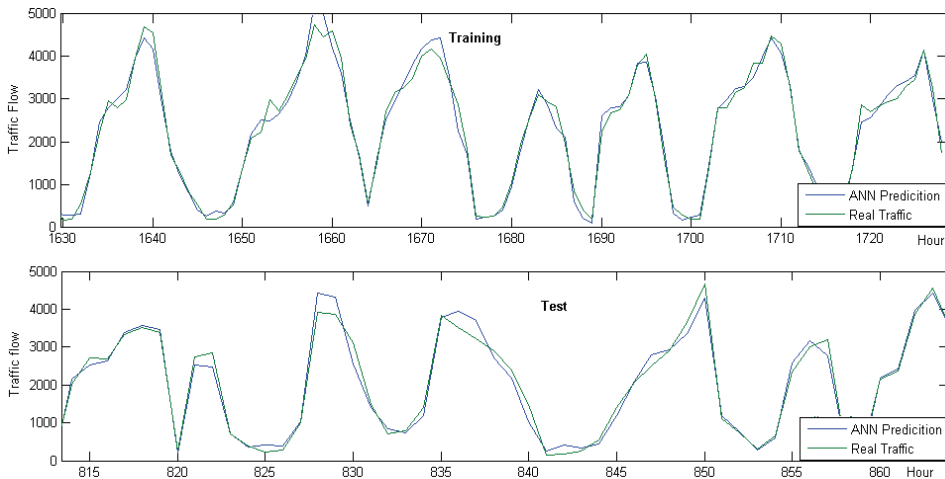 5000
Training
4000
3000
2000
1000
0
Traffic Flow
ANN Predicition
Real Traffic
1630 1640 1650 1660 1670 1680 1690 1700 1710 1720 Hour
5000
Test
4000
3000
2000
1000
0
Traffic flow
ANN Predicition
Real Traffic
815 820 825 830 835 840 845 850 855 860 Hour